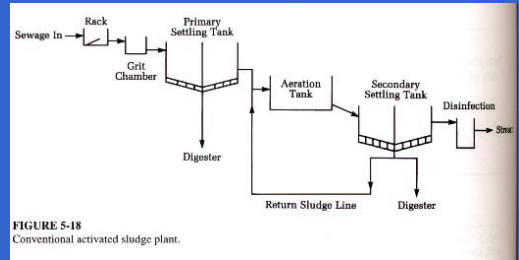 Rack
Sewage In
Primary
Settling Tank
Grit
Chamber
Aeration
Tank
Secondary
Settling Tank
Disinfection
Digester
Return Sludge Line
Digester
FIGURE 5-18
Conventional activated sludge plant.